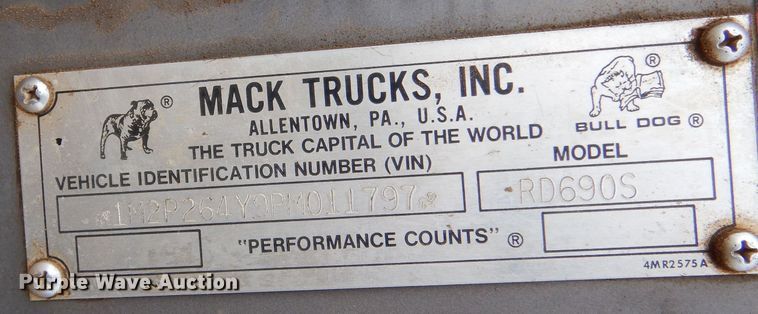 MACK TRUCKS, INC.
® ®
ALLENTOWN, PA., U.S.A.
THE TRUCK CAPITAL OF THE WORLD
BULL DOG ®
VEHICLE IDENTIFICATION NUMBER (VIN)
MODEL
1M2P264Y9PM011797
RD690S
"PERFORMANCE COUNTS" ®
4MR2575A
Purple Wave Auction